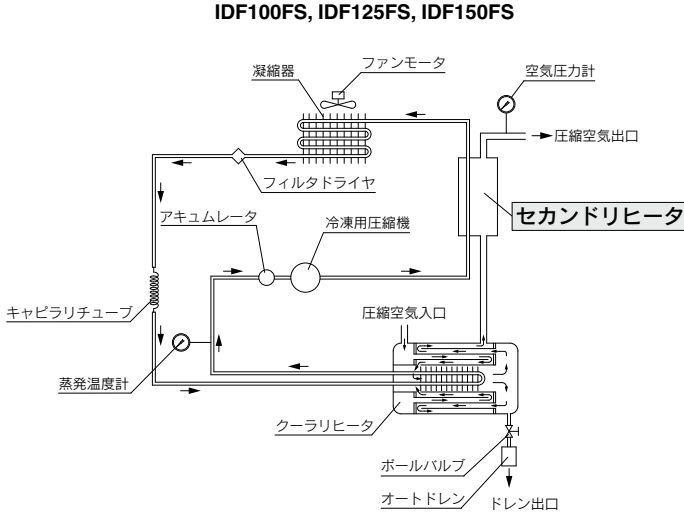 IDF100FS, IDF125FS, IDF150FS
ファンモータ
凝縮器
空気圧力計
圧縮空気出口
フィルタドライヤ
セカンドリヒータ
アキュムレータ
冷凍用圧縮機
キャピラリチューブ
圧縮空気入口
蒸発温度計
クーラリヒータ
ボールバルブ
オートドレン
ドレン出口